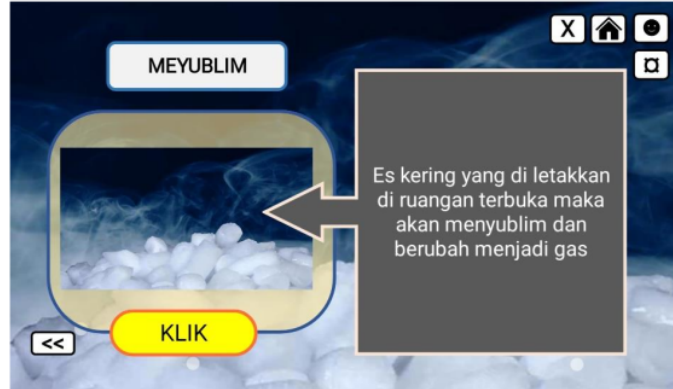 X
MEYUBLIM
¤
Es kering yang di letakkan
di ruangan terbuka maka
akan menyublim dan
berubah menjadi gas
KLIK
<<